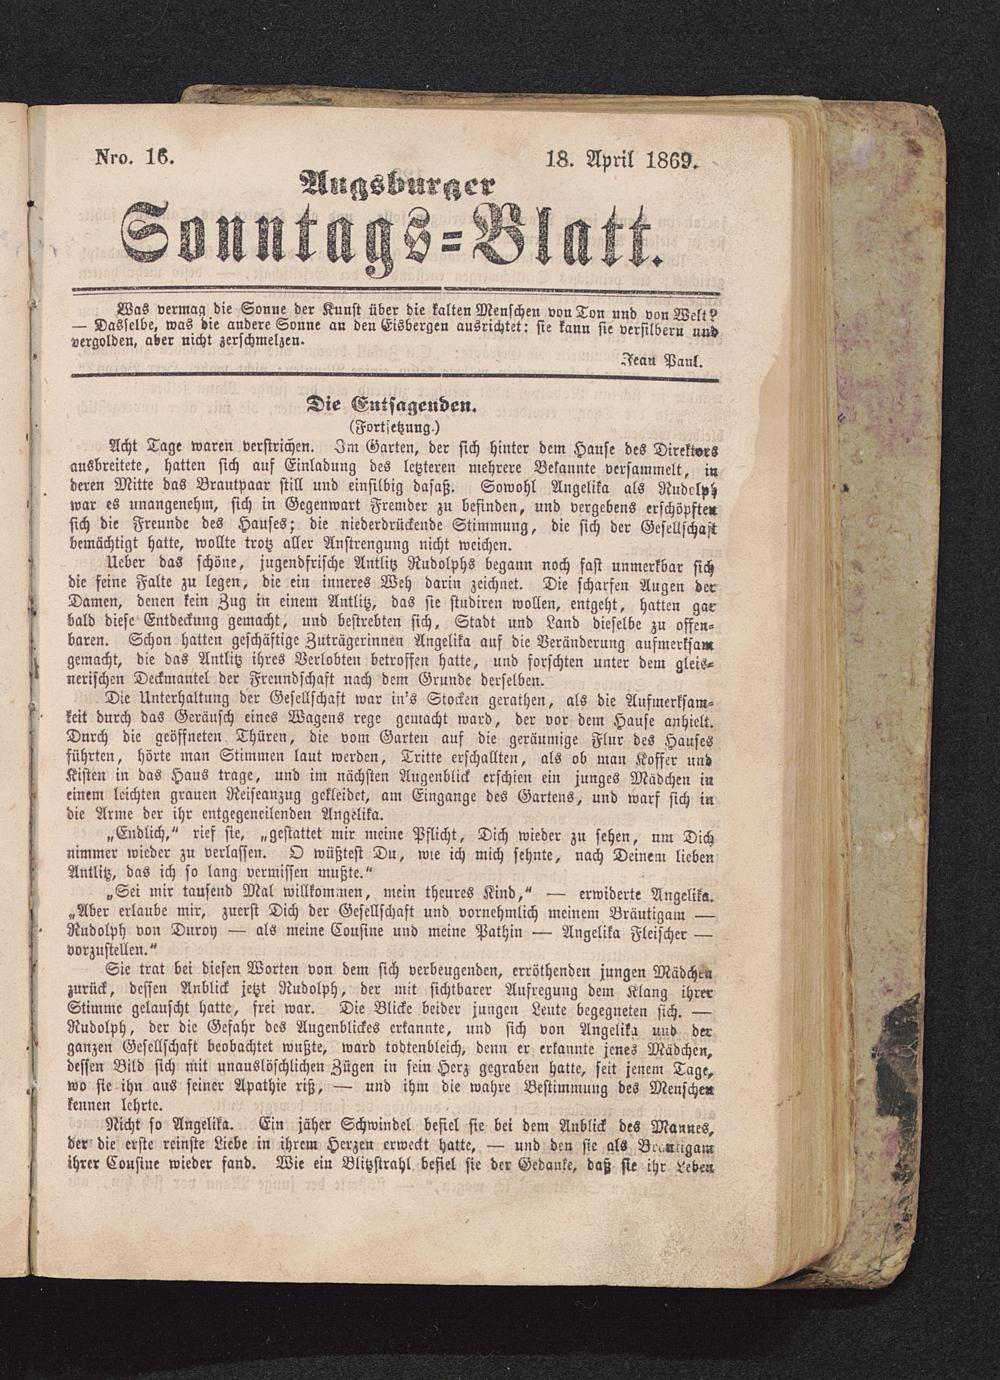 Nro. 16.
18. April 1869.
Augsburger
Sonntags=Blatt.
Was vermag die Sonne der Kunst über die kalten Menschen von Ton und von Welt?
— Dasselbe, was die andere Sonne an den Eisbergen ausrichtet: sie kann sie versilbern und
vergolden, aber nicht zerschmelzen.
Jean Paul.
Die Entsagenden.
(Fortsetzung.)
Acht Tage waren verstrichen. Im Garten, der sich hinter dem Hause des Direktors
ausbreitete, hatten sich auf Einladung des letzteren mehrere Bekannte versammelt, in
deren Mitte das Brautpaar still und einsilbig dasaß. Sowohl Angelika als Rudolph
war es unangenehm, sich in Gegenwart Fremder zu befinden, und vergebens erschöpften
sich die Freunde des Hauses; die niederdrückende Stimmung, die sich der Gesellschaft
bemächtigt hatte, wollte trotz aller Anstrengung nicht weichen.
Ueber das schöne, jugendfrische Antlitz Rudolphs begann noch fast unmerkbar sich
die feine Falte zu legen, die ein inneres Weh darin zeichnet. Die scharfen Augen der
Damen, denen kein Zug in einem Antlitz, das sie studiren wollen, entgeht, hatten gar
bald diese Entdeckung gemacht, und bestrebten sich, Stadt und Land dieselbe zu offen=
baren. Schon hatten geschäftige Zuträgerinnen Angelika auf die Veränderung aufmerksam
gemacht, die das Antlitz ihres Verlobten betroffen hatte, und forschten unter dem gleis=
nerischen Deckmantel der Freundschaft nach dem Grunde derselben.
Die Unterhaltung der Gesellschaft war in's Stocken gerathen, als die Aufmerksam=
keit durch das Geräusch eines Wagens rege gemacht ward, der vor dem Hause anhielt.
Durch die geöffneten Thüren, die vom Garten auf die geräumige Flur des Hauses
führten, hörte man Stimmen laut werden, Tritte erschallten, als ob man Koffer und
Kisten in das Haus trage, und im nächsten Augenblick erschien ein junges Mädchen in
einem leichten grauen Reiseanzug gekleidet, am Eingange des Gartens, und warf sich in
die Arme der ihr entgegeneilenden Angelika.
„Endlich,“ rief sie, „gestattet mir meine Pflicht, Dich wieder zu sehen, um Dich
nimmer wieder zu verlassen. O wüßtest Du, wie ich mich sehnte, nach Deinem lieben
Antlitz, das ich so lang vermissen mußte.“
„Sei mir tausend Mal willkommen, mein theures Kind,“ — erwiderte Angelika.
„Aber erlaube mir, zuerst Dich der Gesellschaft und vornehmlich meinem Bräutigam —
Rudolph von Duroy — als meine Cousine und meine Pathin — Angelika Fleischer —
vorzustellen.“
Sie trat bei diesen Worten von dem sich verbeugenden, erröthenden jungen Mädchen
zurück, dessen Anblick jetzt Rudolph, der mit sichtbarer Aufregung dem Klang ihrer
Stimme gelauscht hatte, frei war. Die Blicke beider jungen Leute begegneten sich. —
Rudolph, der die Gefahr des Augenblickes erkannte, und sich von Angelika und der
ganzen Gesellschaft beobachtet wußte, ward todtenbleich, denn er erkannte jenes Mädchen,
dessen Bild sich mit unauslöschlichen Zügen in sein Herz gegraben hatte, seit jenem Tage,
wo sie ihn aus seiner Apathie riß, — und ihm die wahre Bestimmung des Menschen
kennen lehrte.
Nicht so Angelika. Ein jäher Schwindel befiel sie bei dem Anblick des Mannes,
der die erste reinste Liebe in ihrem Herzen erweckt hatte, — und den sie als Bräutigam
ihrer Cousine wieder fand. Wie ein Blitzstrahl befiel sie der Gedanke, daß sie ihr Leben